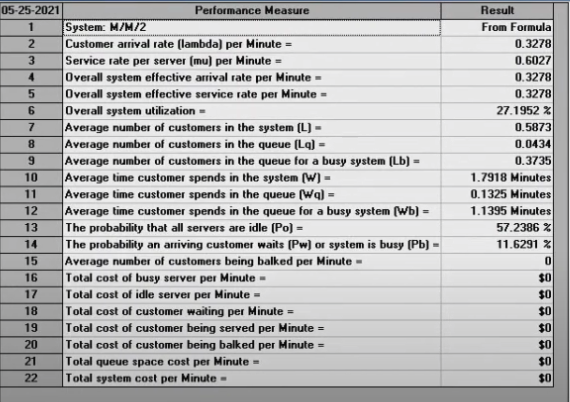 05-25-2021 Performance Measure Result
1 System: M/M/2 From Formula
2 Customer arrival rate (lambda) per Minute = 0.3278
3 Service rate per server (mu) per Minute = 0.6027
4 Overall system effective arrival rate per Minute = 0.3278
5 Overall system effective service rate per Minute = 0.3278
6 Overall system utilization = 27.1952 %
7 Average number of customers in the system (L) = 0.5873
8 Average number of customers in the queue (Lq) = 0.0434
9 Average number of customers in the queue for a busy system (Lb) = 0.3735
10 Average time customer spends in the system (W) = 1.7918 Minutes
11 Average time customer spends in the queue (Wq) = 0.1325 Minutes
12 Average time customer spends in the queue for a busy system (Wb) = 1.1395 Minutes
13 The probability that all servers are idle (Po) = 57.2386 %
14 The probability an arriving customer waits (Pw) or system is busy (Pb) = 11.6291 %
15 Average number of customers being balked per Minute = 0
16 Total cost of busy server per Minute = $0
17 Total cost of idle server per Minute = $0
18 Total cost of customer waiting per Minute = $0
19 Total cost of customer being served per Minute = $0
20 Total cost of customer being balked per Minute = $0
21 Total queue space cost per Minute = $0
22 Total system cost per Minute = $0